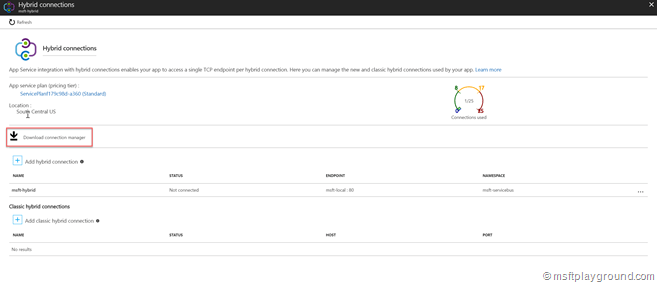 Hybrid connections
msft-hybrid
Refresh
Hybrid connections
App Service integration with hybrid connections enables your app to access a single TCP endpoint per hybrid connection. Here you can manage the new and classic hybrid connections used by your app. Learn more
App service plan (pricing tier) :
ServicePlanf179c98d-a360 (Standard)
Location :
South Central US
8 17
1/25
0 25
Connections used
Download connection manager
Add hybrid connection
NAME STATUS ENDPOINT NAMESPACE
msft-hybrid Not connected msft-local : 80 msft-servicebus ...
Classic hybrid connections
Add classic hybrid connection
NAME STATUS HOST PORT
No results
© msftplayground.com